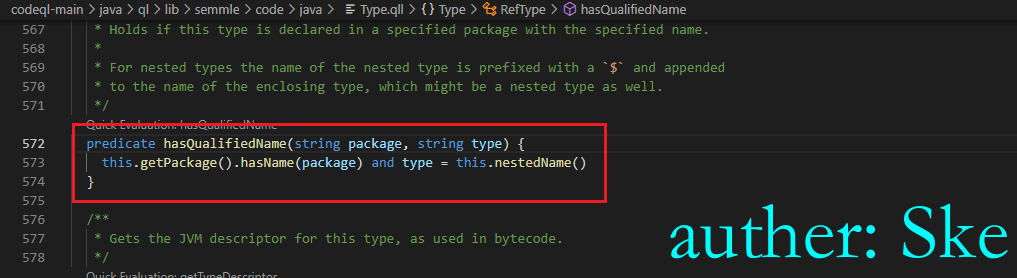 codeql-main > java > ql > lib > semmle > code > java > Type.qll > {} Type > RefType > hasQualifiedName
567 * Holds if this type is declared in a specified package with the specified name.
568 *
569 * For nested types the name of the nested type is prefixed with a `$` and appended
570 * to the name of the enclosing type, which might be a nested type as well.
571 */
Quick Evaluation: hasQualifiedName
572 predicate hasQualifiedName(string package, string type) {
573 this.getPackage().hasName(package) and type = this.nestedName()
574 }
575
576 /**
577 * Gets the JVM descriptor for this type, as used in bytecode.
578 */
Quick Evaluation: getTypeDescriptor
auther: Ske